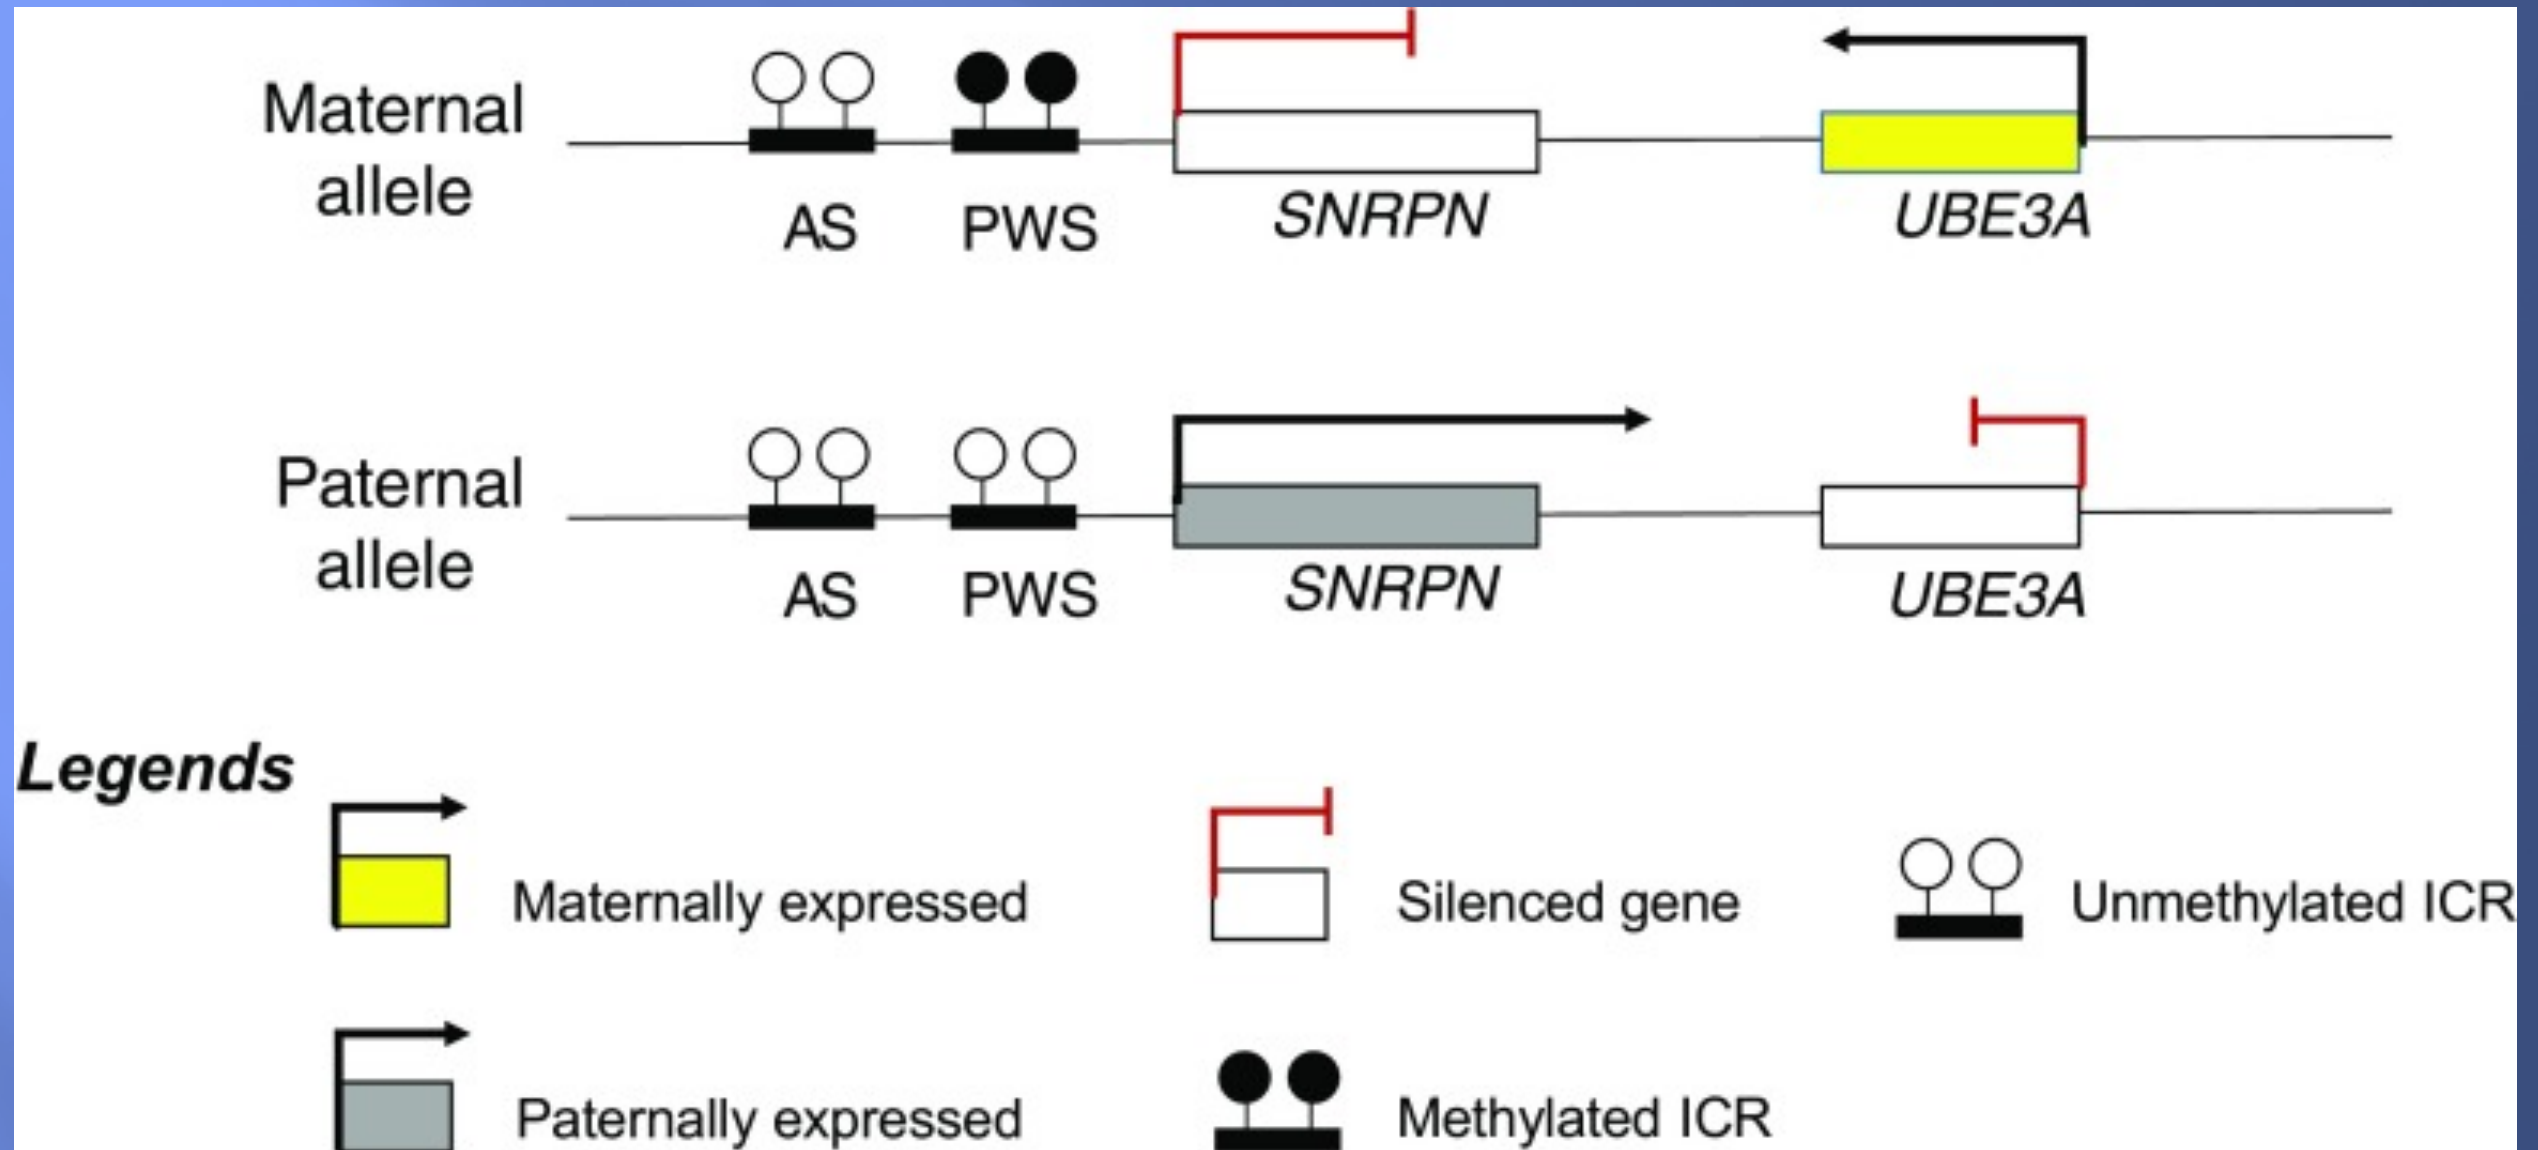 Maternal
allele
AS
PWS
SNRPN
UBE3A
Paternal
allele
AS
PWS
SNRPN
UBE3A
Legends
Maternally expressed
Silenced gene
Unmethylated ICR
Paternally expressed
Methylated ICR